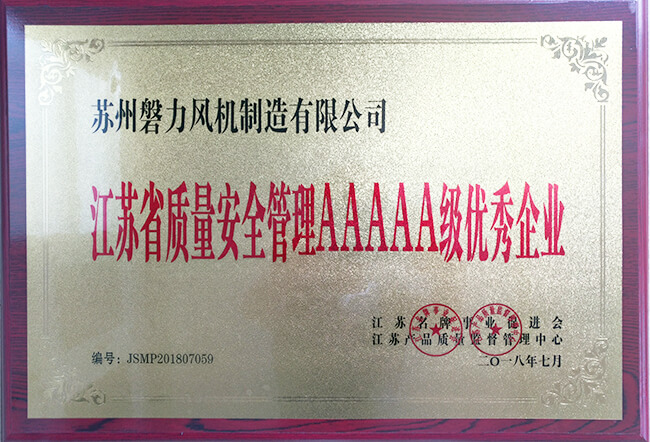 苏州磐力风机制造有限公司
江苏省质量安全管理AAAAA级优秀企业
江苏名牌事业促进会
江苏产品质量监督管理中心
编号：JSMP201807059
二〇一八年七月